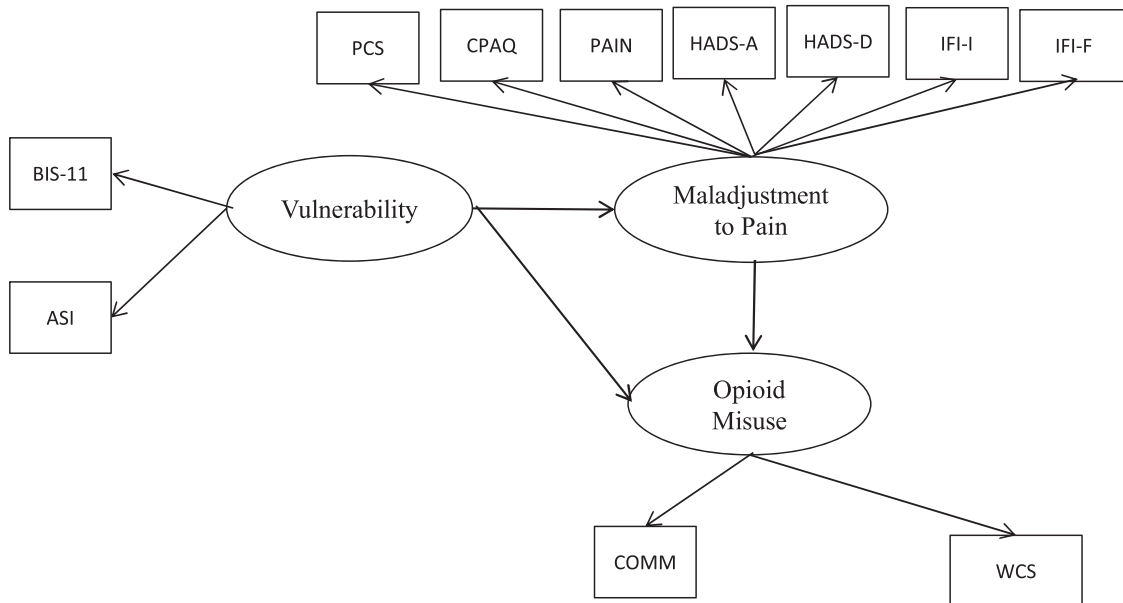 PCS
CPAQ
PAIN
HADS-A
HADS-D
IFI-I
IFI-F
BIS-11
Vulnerability
Maladjustment
to Pain
ASI
Opioid
Misuse
COMM
WCS